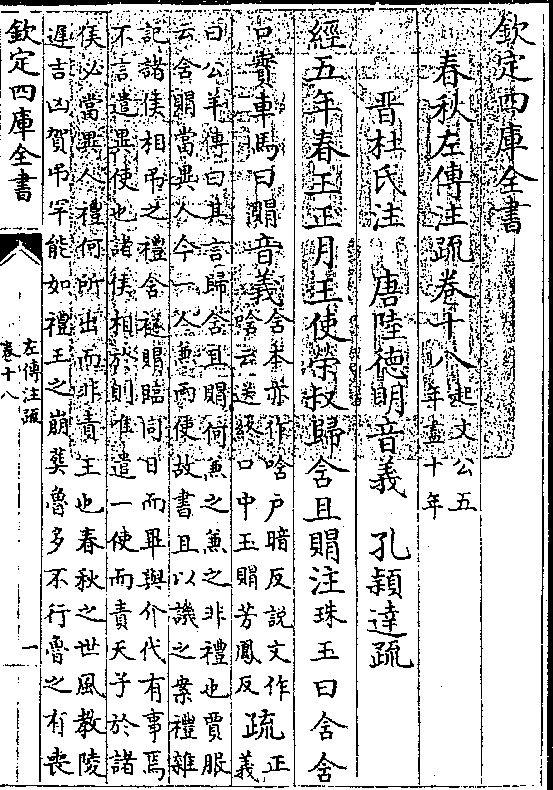 欽定四庫全書
春秋左傳注疏卷十八
起文公五
年盡十年
晋杜氏注　唐陸徳明音義　孔穎達疏
經五年春王正月王使榮叔歸含且賵注珠玉曰含含
口實車馬曰賵音義
含本亦作唅戶暗反說文作
琀云送終口中玉賵芳鳳反
疏
正
義
曰公羊傳曰其言歸含且賵何兼之兼之非禮也賈服
云含賵當異人今一人兼而使故書且以譏之案禮雜
記諸侯相吊之禮含襚賵臨同日而畢與介代有事焉
不言遣異使也諸侯相於則唯遣一使而責天子於諸
侯必當異人禮何所出而非責王也春秋之世風教陵
遲吉凶賀吊罕能如禮王之崩葬魯多不行魯之有喪
欽定四庫全書
左傳注疏
卷十八
一